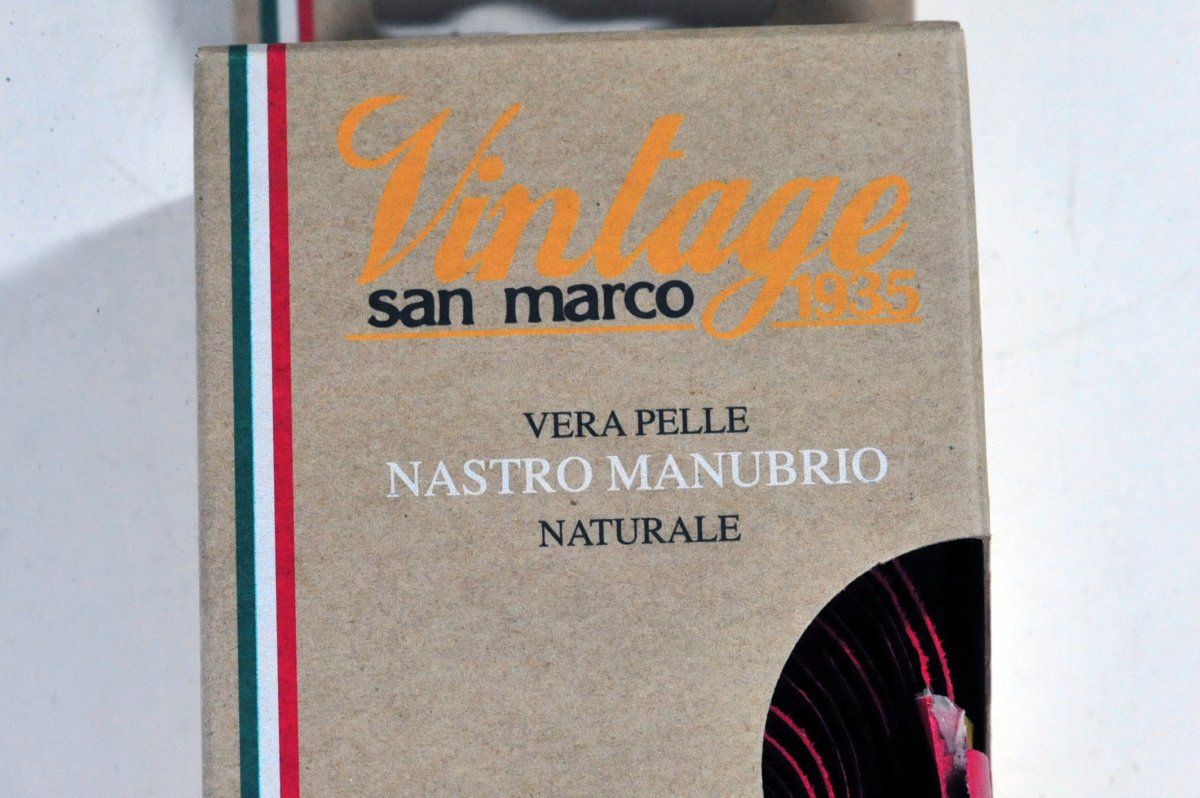 Vintage
san marco 1935
VERA PELLE
NASTRO MANUBRIO
NATURALE